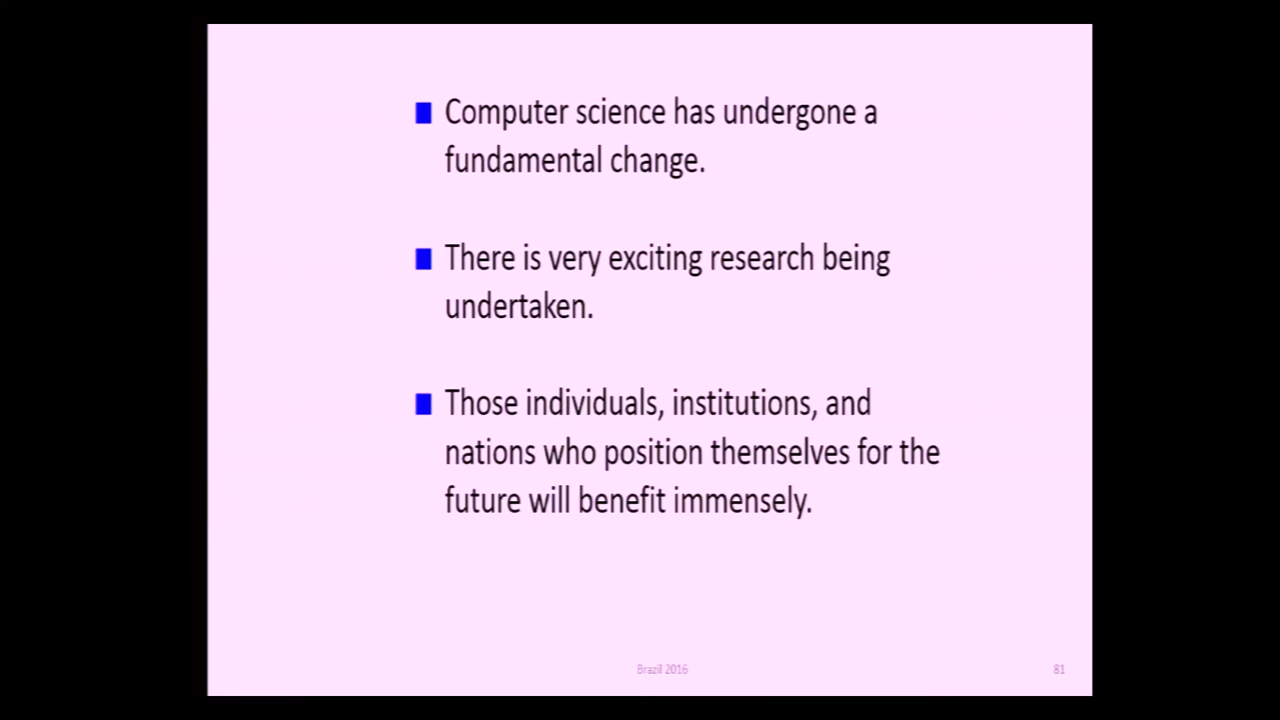 Computer science has undergone a
fundamental change.
There is very exciting research being
undertaken.
Those individuals, institutions, and
nations who position themselves for the
future will benefit immensely.
Brazil 2016
81